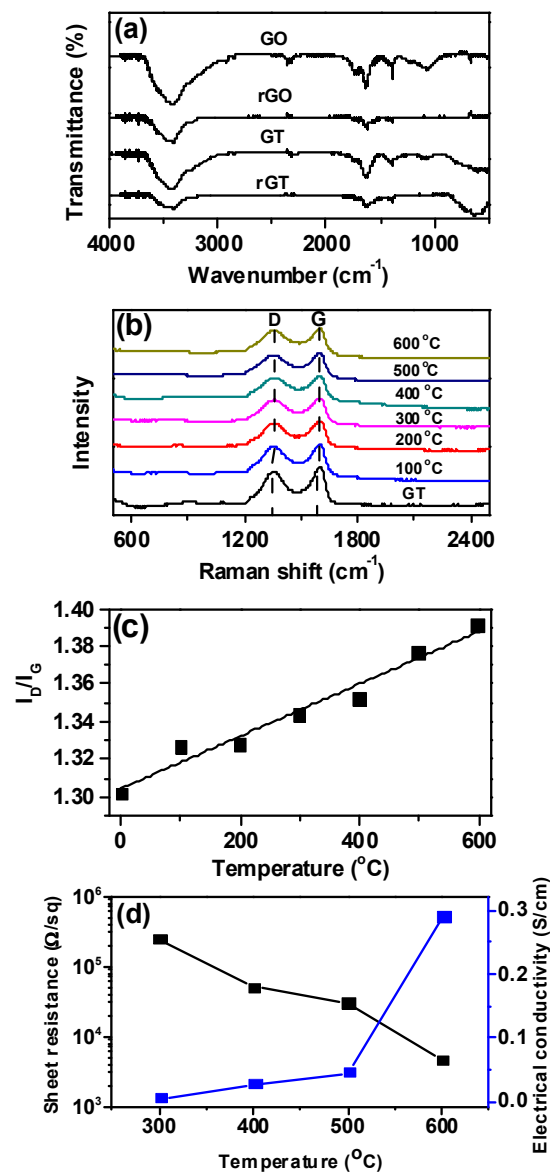 (a)
GO
rGO
GT
rGT
Transmittance (%)
4000 3000 2000 1000
Wavenumber (cm⁻¹)
(b)
D G
600 °C
500 °C
400 °C
300 °C
200 °C
100 °C
GT
Intensity
600 1200 1800 2400
Raman shift (cm⁻¹)
(c)
1.40
1.38
1.36
1.34
1.32
1.30
I_D/I_G
0 200 400 600
Temperature (°C)
(d)
10⁶
10⁵
10⁴
10³
Sheet resistance (Ω/sq)
0.3
0.2
0.1
0.0
Electrical conductivity (S/cm)
300 400 500 600
Temperature (°C)